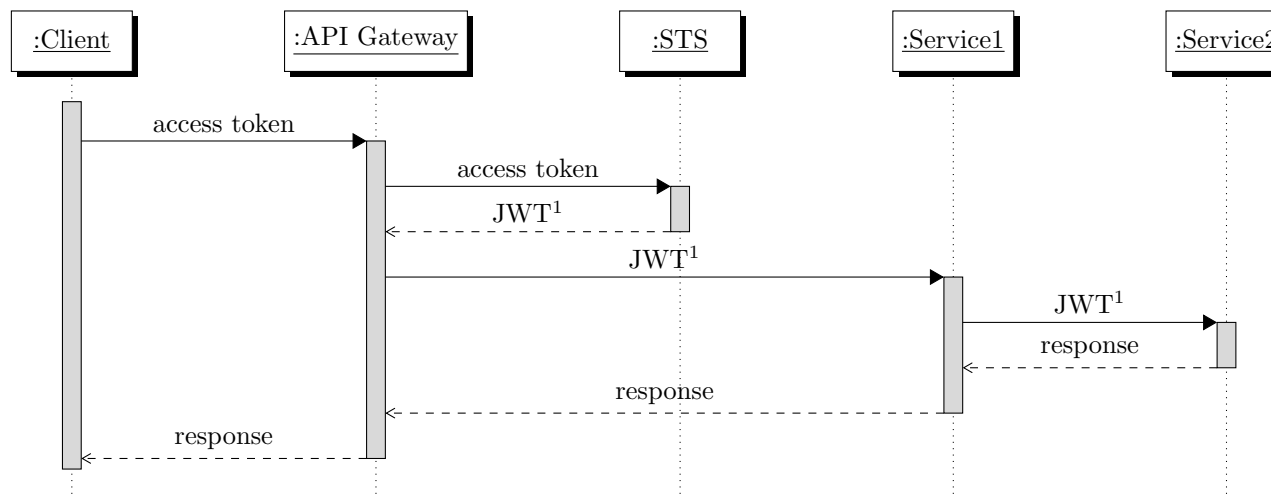 :Client
:API Gateway
:STS
:Service1
:Service2
access token
access token
JWT¹
JWT¹
JWT¹
response
response
response